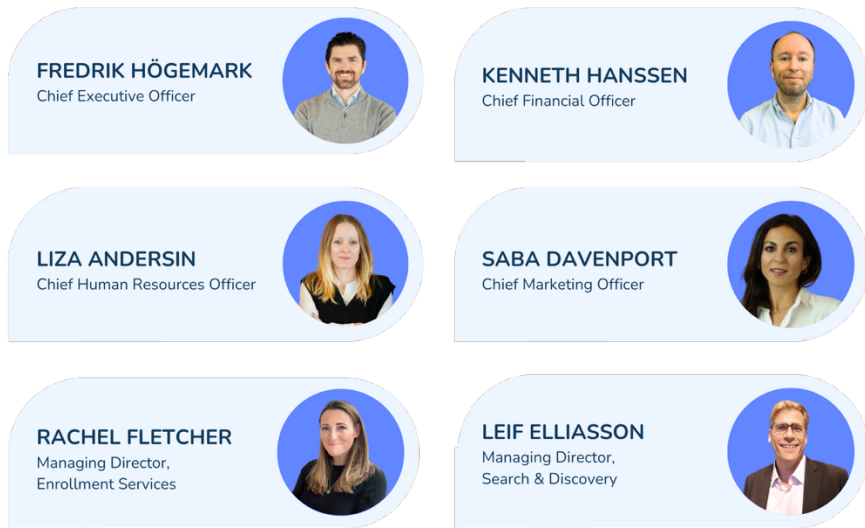 FREDRIK HÖGEMARK
Chief Executive Officer
KENNETH HANSSEN
Chief Financial Officer
LIZA ANDERSIN
Chief Human Resources Officer
SABA DAVENPORT
Chief Marketing Officer
RACHEL FLETCHER
Managing Director,
Enrollment Services
LEIF ELLIASSON
Managing Director,
Search & Discovery